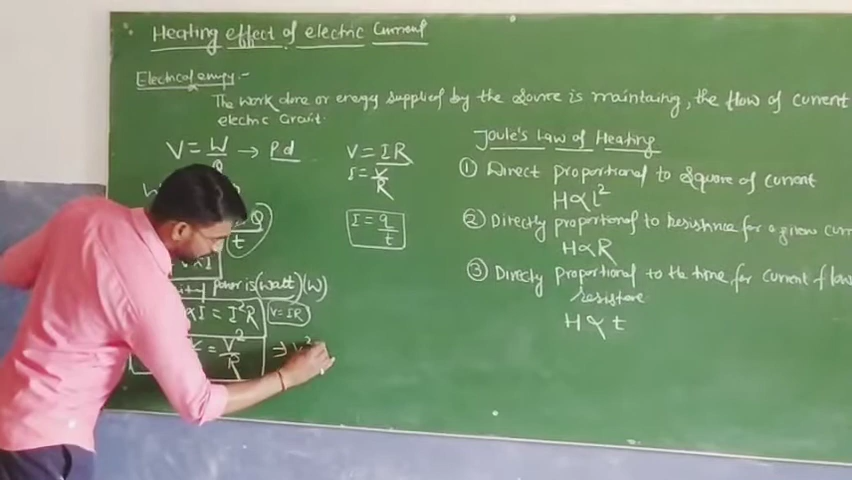 Heating effect of electric Current
Electrical energy:-
The work done or energy supplied by the source is maintaining, the flow of current
electric Circuit.
V = W
→ Pd
V = IR
I = V/R
I = q/t
Q
t
power is (watt) (W)
I = I²R
V = IR
= V²/R
⇒ V²
Joule's Law of Heating
① Direct proportional to square of current
H ∝ I²
② Directly proportional to resistance for a given curr
H ∝ R
③ Directly proportional to the time, for current flow
H ∝ t